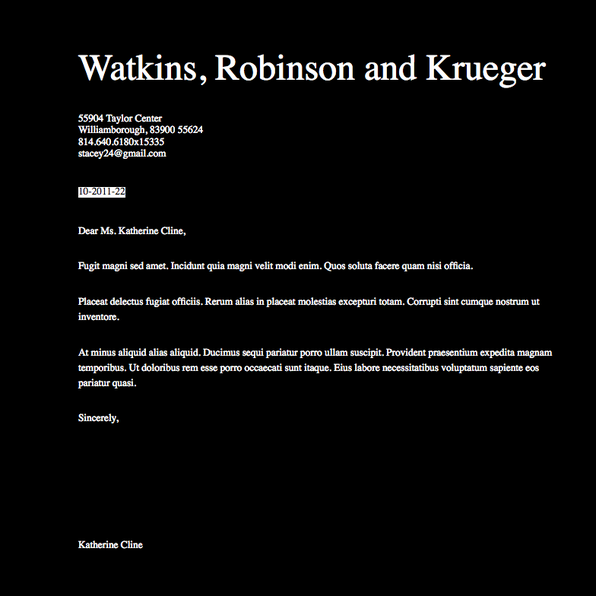 Watkins, Robinson and Krueger
55904 Taylor Center
Williamborough, 83900 55624
814.640.6180x15335
stacey24@gmail.com
10-2011-22
Dear Ms. Katherine Cline,
Fugit magni sed amet. Incidunt quia magni velit modi enim. Quos soluta facere quam nisi officia.
Placeat delectus fugiat officiis. Rerum alias in placeat molestias excepturi totam. Corrupti sint cumque nostrum ut
inventore.
At minus aliquid alias aliquid. Ducimus sequi pariatur porro ullam suscipit. Provident praesentium expedita magnam
temporibus. Ut doloribus rem esse porro occaecati sunt itaque. Eius labore necessitatibus voluptatum sapiente eos
pariatur quasi.
Sincerely,
Katherine Cline